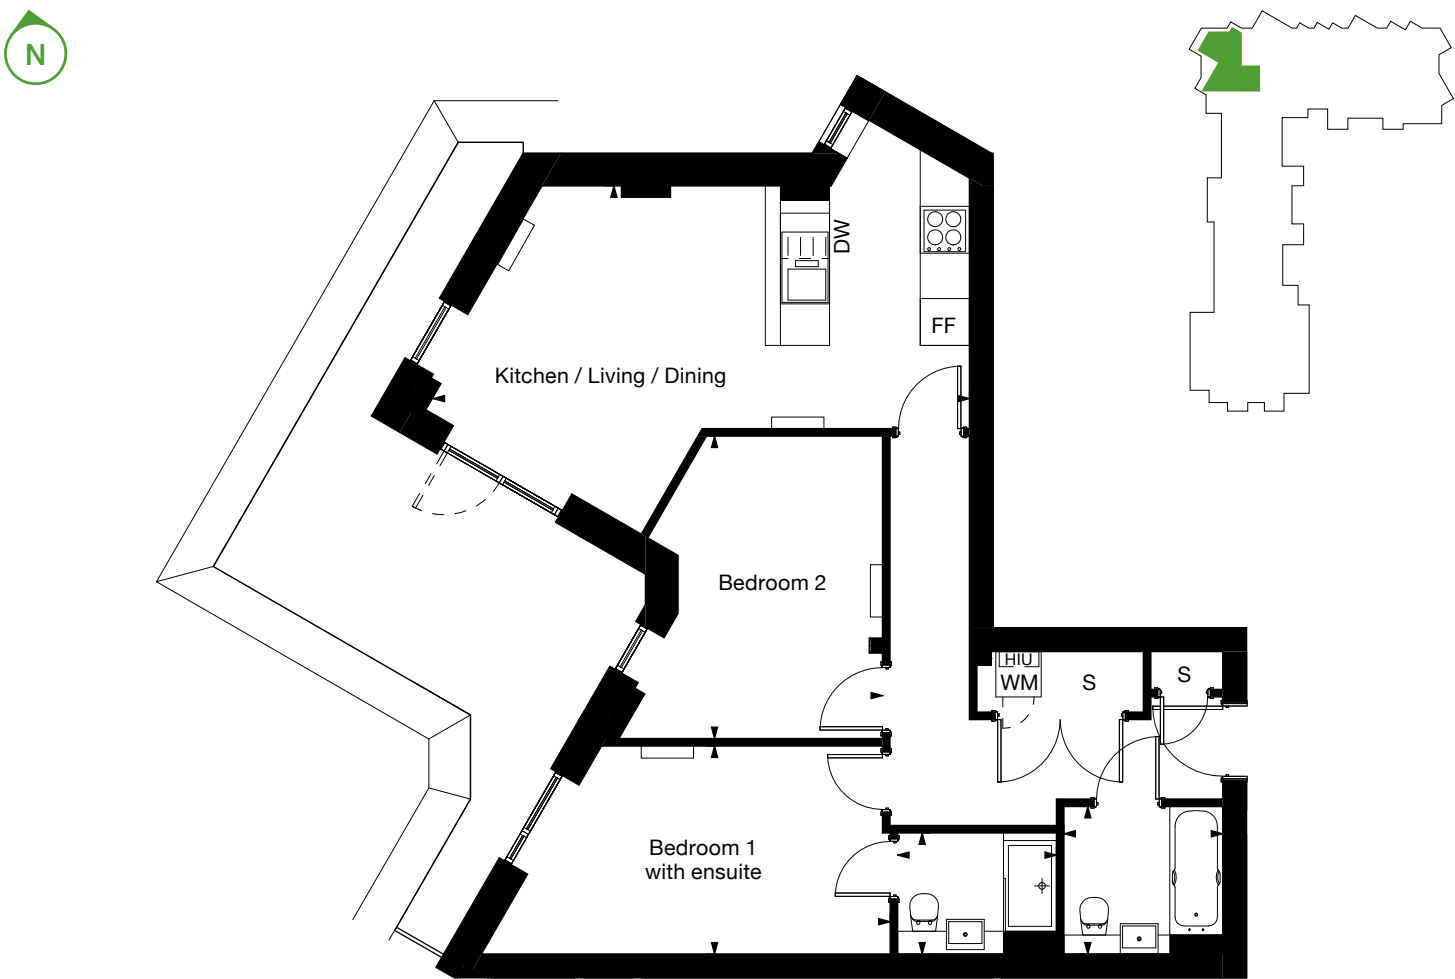 N
DW
FF
Kitchen / Living / Dining
Bedroom 2
HIU
WM
S
S
Bedroom 1
with ensuite